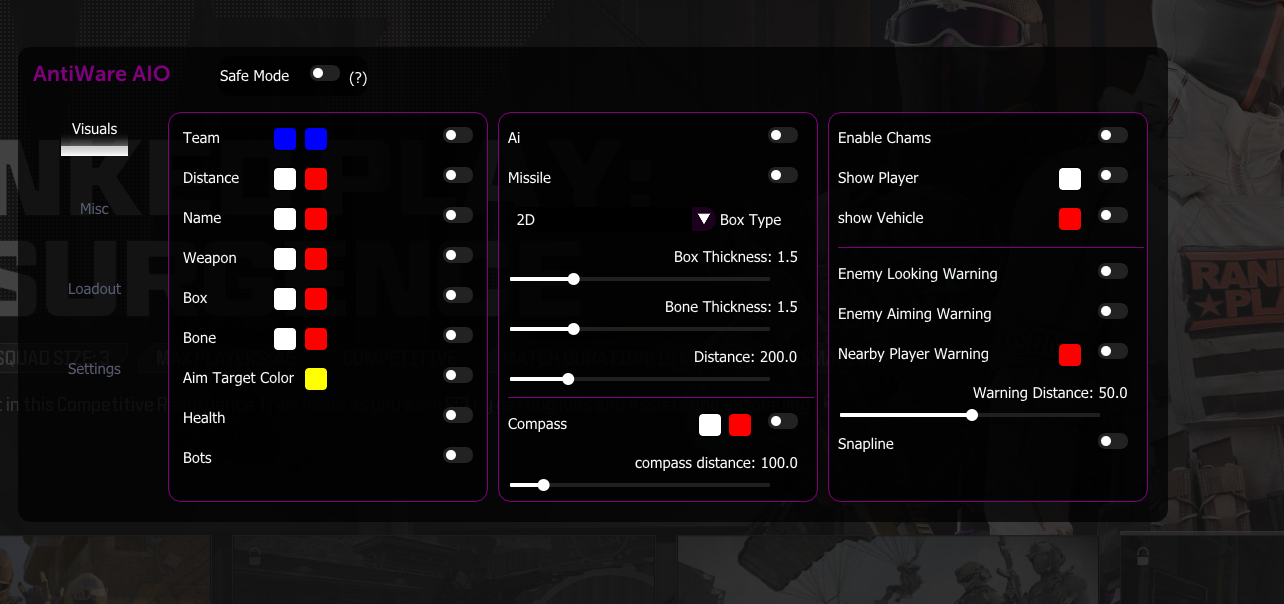 AntiWare AIO
Safe Mode (?)
Visuals
Misc
Loadout
Settings
Team
Distance
Name
Weapon
Box
Bone
Aim Target Color
Health
Bots
Ai
Missile
2D Box Type
Box Thickness: 1.5
Bone Thickness: 1.5
Distance: 200.0
Compass
compass distance: 100.0
Enable Chams
Show Player
show Vehicle
Enemy Looking Warning
Enemy Aiming Warning
Nearby Player Warning
Warning Distance: 50.0
Snapline